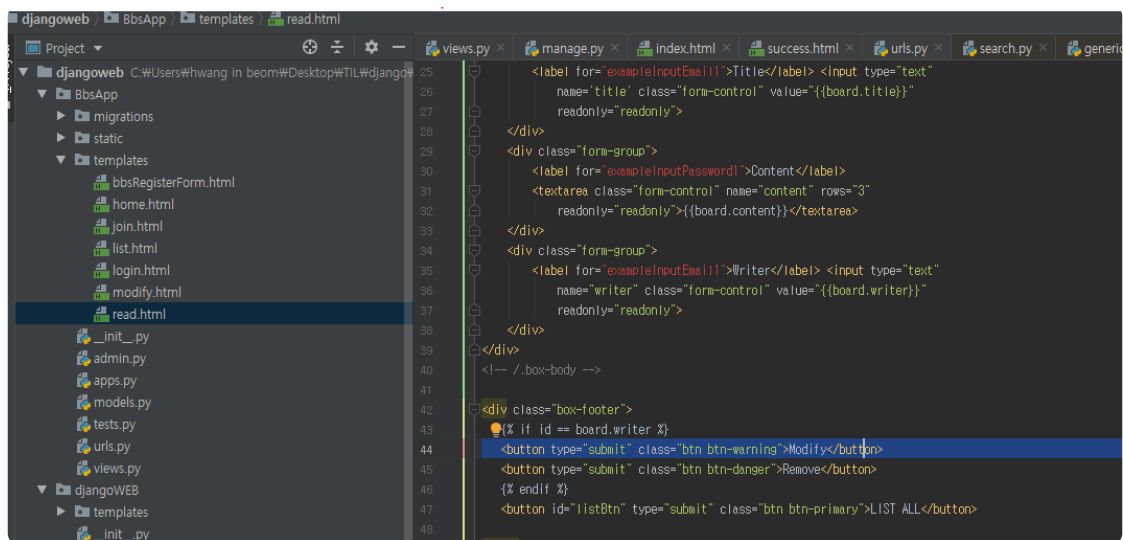 djangoweb BbsApp templates read.html
Project
views.py manage.py index.html success.html urls.py search.py generic
djangoweb C:₩Users₩hwang in beom₩Desktop₩TIL₩django₩
BbsApp
migrations
static
templates
bbsRegisterForm.html
home.html
join.html
list.html
login.html
modify.html
read.html
__init__.py
admin.py
apps.py
models.py
tests.py
urls.py
views.py
djangoWEB
templates
__init__.py
25 <label for="exampleInputEmail1">Title</label> <input type="text"
26 name='title' class="form-control" value="{{board.title}}"
27 readonly="readonly">
28 </div>
29 <div class="form-group">
30 <label for="exampleInputPassword1">Content</label>
31 <textarea class="form-control" name="content" rows="3"
32 readonly="readonly">{{board.content}}</textarea>
33 </div>
34 <div class="form-group">
35 <label for="exampleInputEmail1">Writer</label> <input type="text"
36 name="writer" class="form-control" value="{{board.writer}}"
37 readonly="readonly">
38 </div>
39 </div>
40 <!-- /.box-body -->
41
42 <div class="box-footer">
43 {% if id == board.writer %}
44 <button type="submit" class="btn btn-warning">Modify</button>
45 <button type="submit" class="btn btn-danger">Remove</button>
46 {% endif %}
47 <button id="listBtn" type="submit" class="btn btn-primary">LIST ALL</button>
48